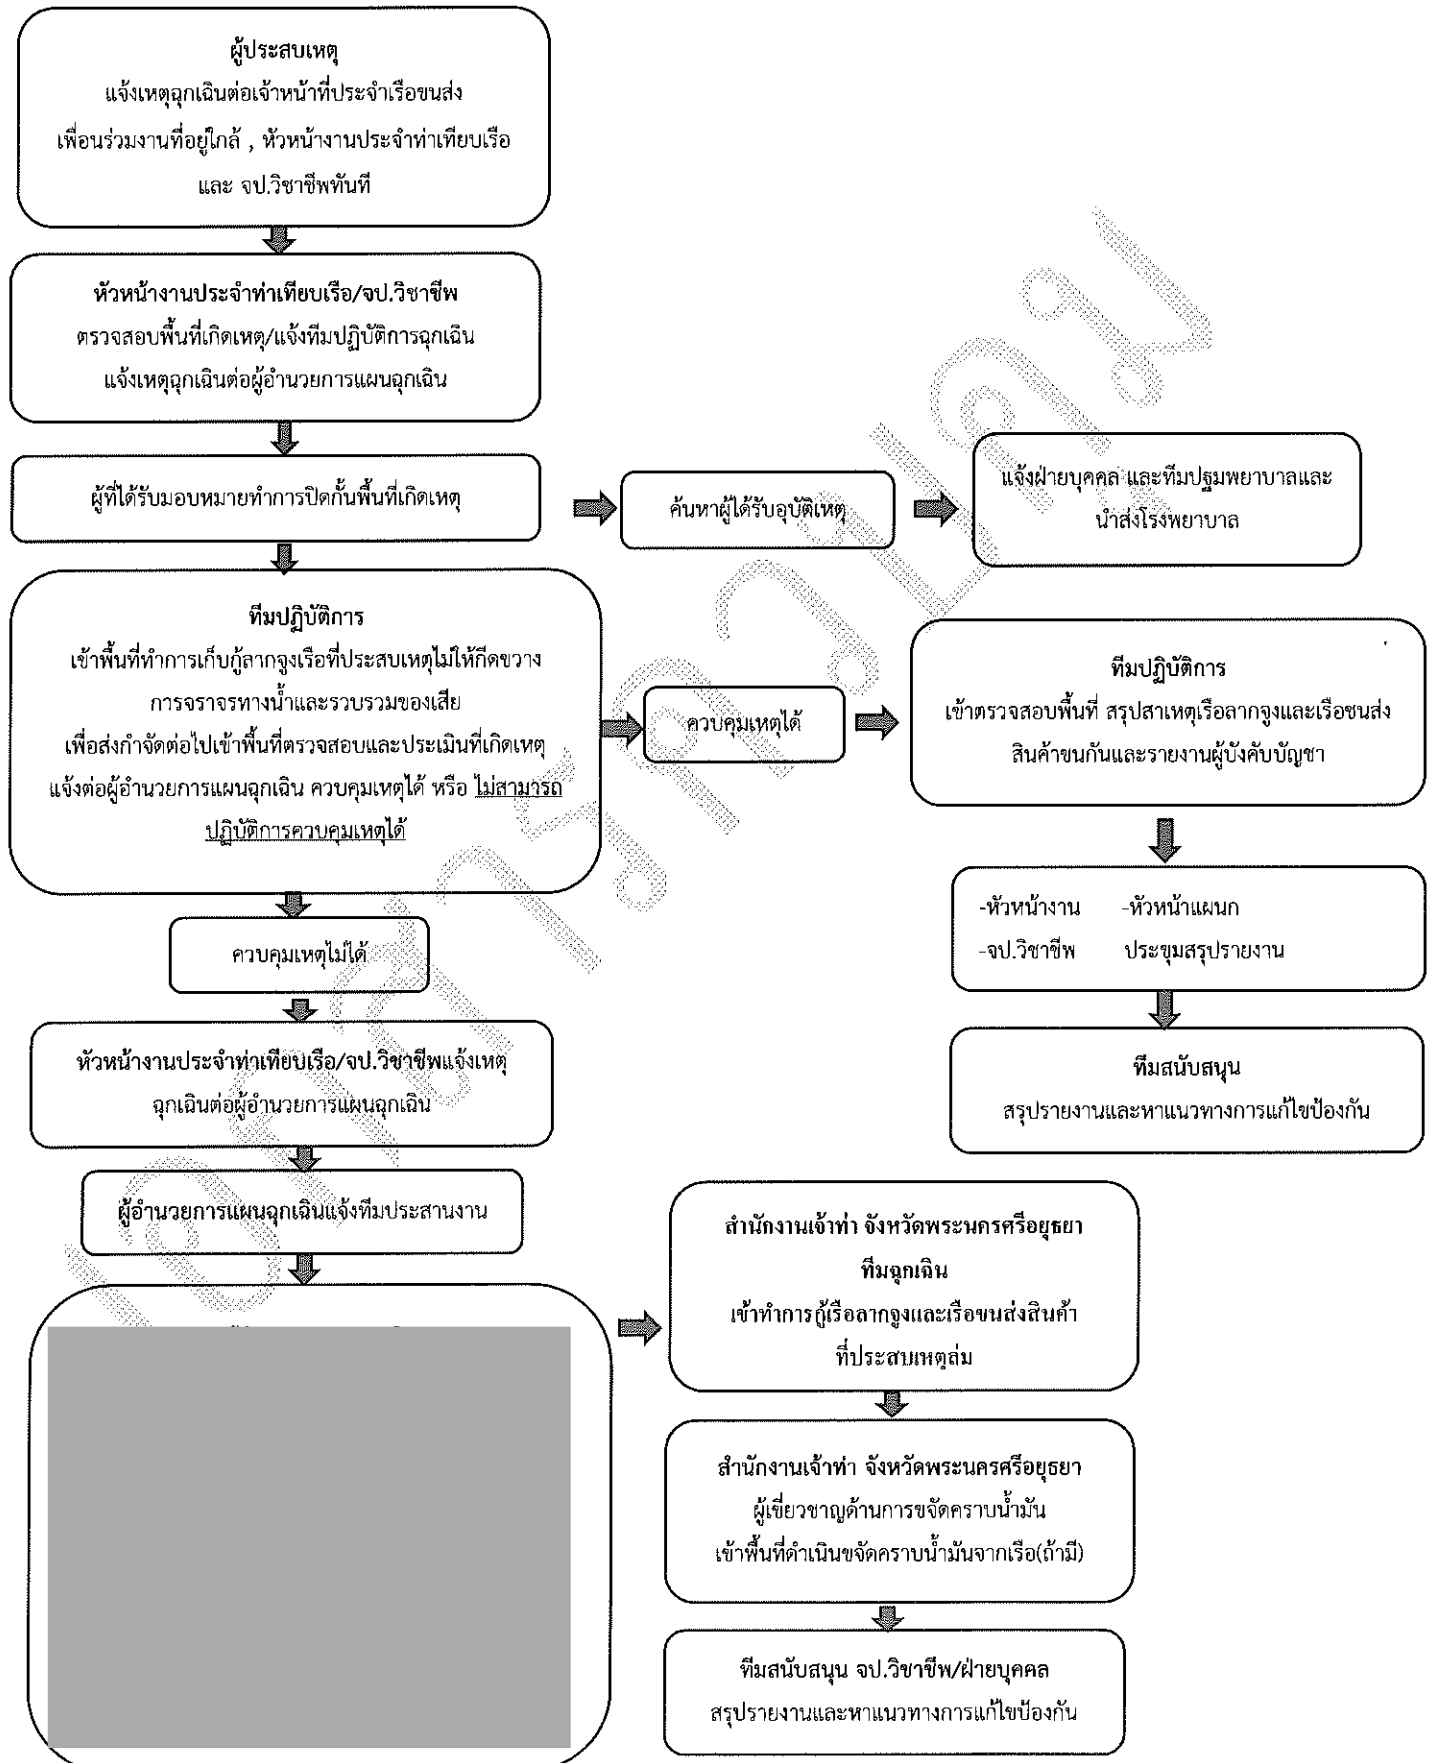 ผู้ประสบเหตุ
แจ้งเหตุฉุกเฉินต่อเจ้าหน้าที่ประจำเรือขนส่ง
เพื่อนร่วมงานที่อยู่ใกล้ , หัวหน้างานประจำท่าเทียบเรือ
และ จป.วิชาชีพทันที
หัวหน้างานประจำท่าเทียบเรือ/จป.วิชาชีพ
ตรวจสอบพื้นที่เกิดเหตุ/แจ้งทีมปฏิบัติการฉุกเฉิน
แจ้งเหตุฉุกเฉินต่อผู้อำนวยการแผนฉุกเฉิน
ผู้ที่ได้รับมอบหมายทำการปิดกั้นพื้นที่เกิดเหตุ
ค้นหาผู้ได้รับอุบัติเหตุ
แจ้งฝ่ายบุคคล และทีมปฐมพยาบาลและ
นำส่งโรงพยาบาล
ทีมปฏิบัติการ
เข้าพื้นที่ทำการเก็บกู้ลากจูงเรือที่ประสบเหตุไม่ให้กีดขวาง
การจราจรทางน้ำและรวบรวมของเสีย
เพื่อส่งกำจัดต่อไปเข้าพื้นที่ตรวจสอบและประเมินที่เกิดเหตุ
แจ้งต่อผู้อำนวยการแผนฉุกเฉิน ควบคุมเหตุได้ หรือ ไม่สามารถ
ปฏิบัติการควบคุมเหตุได้
ควบคุมเหตุได้
ทีมปฏิบัติการ
เข้าตรวจสอบพื้นที่ สรุปสาเหตุเรือลากจูงและเรือขนส่ง
สินค้าชนกันและรายงานผู้บังคับบัญชา
-หัวหน้างาน -หัวหน้าแผนก
-จป.วิชาชีพ ประชุมสรุปรายงาน
ทีมสนับสนุน
สรุปรายงานและหาแนวทางการแก้ไขป้องกัน
ควบคุมเหตุไม่ได้
หัวหน้างานประจำท่าเทียบเรือ/จป.วิชาชีพแจ้งเหตุ
ฉุกเฉินต่อผู้อำนวยการแผนฉุกเฉิน
ผู้อำนวยการแผนฉุกเฉินแจ้งทีมประสานงาน
สำนักงานเจ้าท่า จังหวัดพระนครศรีอยุธยา
ทีมฉุกเฉิน
เข้าทำการกู้เรือลากจูงและเรือขนส่งสินค้า
ที่ประสบเหตุล่ม
สำนักงานเจ้าท่า จังหวัดพระนครศรีอยุธยา
ผู้เชี่ยวชาญด้านการขจัดคราบน้ำมัน
เข้าพื้นที่ดำเนินขจัดคราบน้ำมันจากเรือ(ถ้ามี)
ทีมสนับสนุน จป.วิชาชีพ/ฝ่ายบุคคล
สรุปรายงานและหาแนวทางการแก้ไขป้องกัน